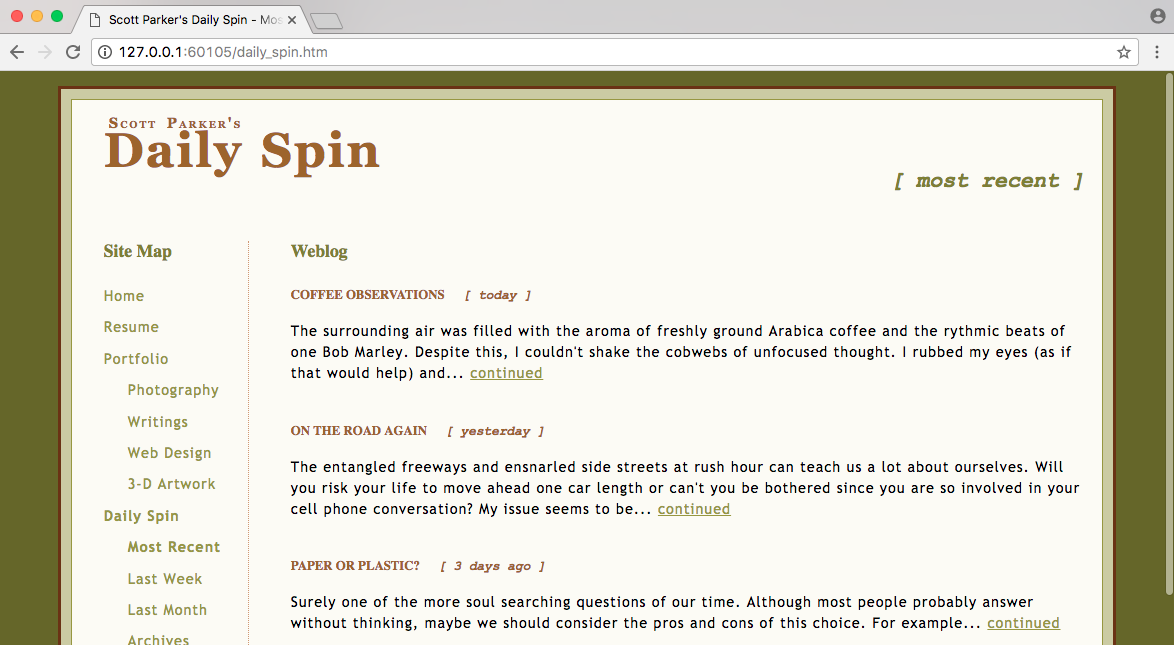 Scott Parker's Daily Spin - Mos
127.0.0.1:60105/daily_spin.htm
Scott Parker's
Daily Spin
[ most recent ]
Site Map
Home
Resume
Portfolio
Photography
Writings
Web Design
3-D Artwork
Daily Spin
Most Recent
Last Week
Last Month
Archives
Weblog
COFFEE OBSERVATIONS [ today ]
The surrounding air was filled with the aroma of freshly ground Arabica coffee and the rythmic beats of
one Bob Marley. Despite this, I couldn't shake the cobwebs of unfocused thought. I rubbed my eyes (as if
that would help) and... continued
ON THE ROAD AGAIN [ yesterday ]
The entangled freeways and ensnarled side streets at rush hour can teach us a lot about ourselves. Will
you risk your life to move ahead one car length or can't you be bothered since you are so involved in your
cell phone conversation? My issue seems to be... continued
PAPER OR PLASTIC? [ 3 days ago ]
Surely one of the more soul searching questions of our time. Although most people probably answer
without thinking, maybe we should consider the pros and cons of this choice. For example... continued